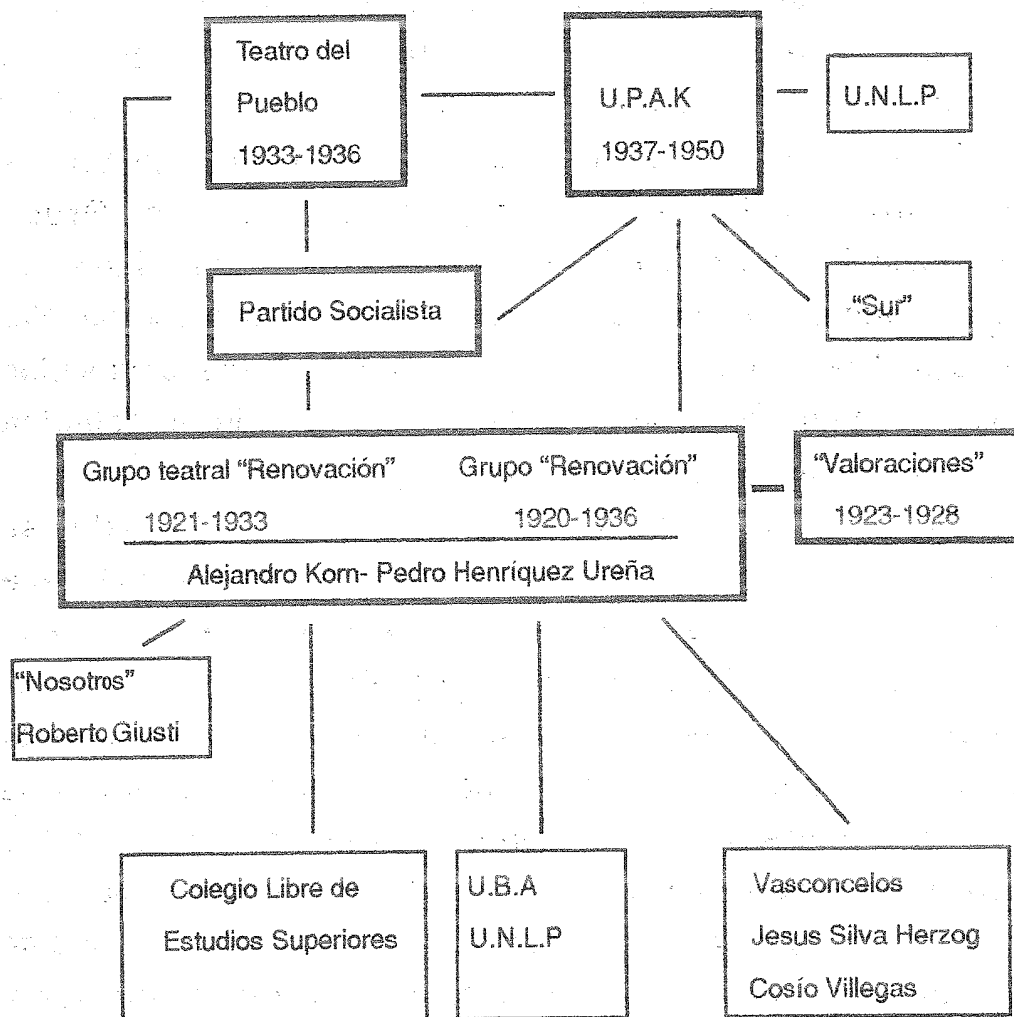 Teatro del
Pueblo
1933-1936
U.P.A.K
1937-1950
U.N.L.P
Partido Socialista
“Sur”
Grupo teatral “Renovación”
1921-1933
Grupo “Renovación”
1920-1936
Alejandro Korn- Pedro Henríquez Ureña
“Valoraciones”
1923-1928
“Nosotros”
Roberto Giusti
Colegio Libre de
Estudios Superiores
U.B.A
U.N.L.P
Vasconcelos
Jesus Silva Herzog
Cosío Villegas